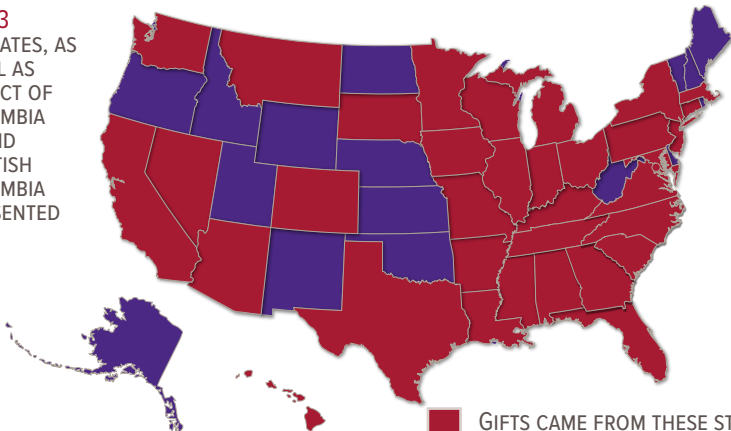 3
ATES, AS
L AS
CT OF
MBIA
ND
TISH
MBIA
SENTED
GIFTS CAME FROM THESE ST